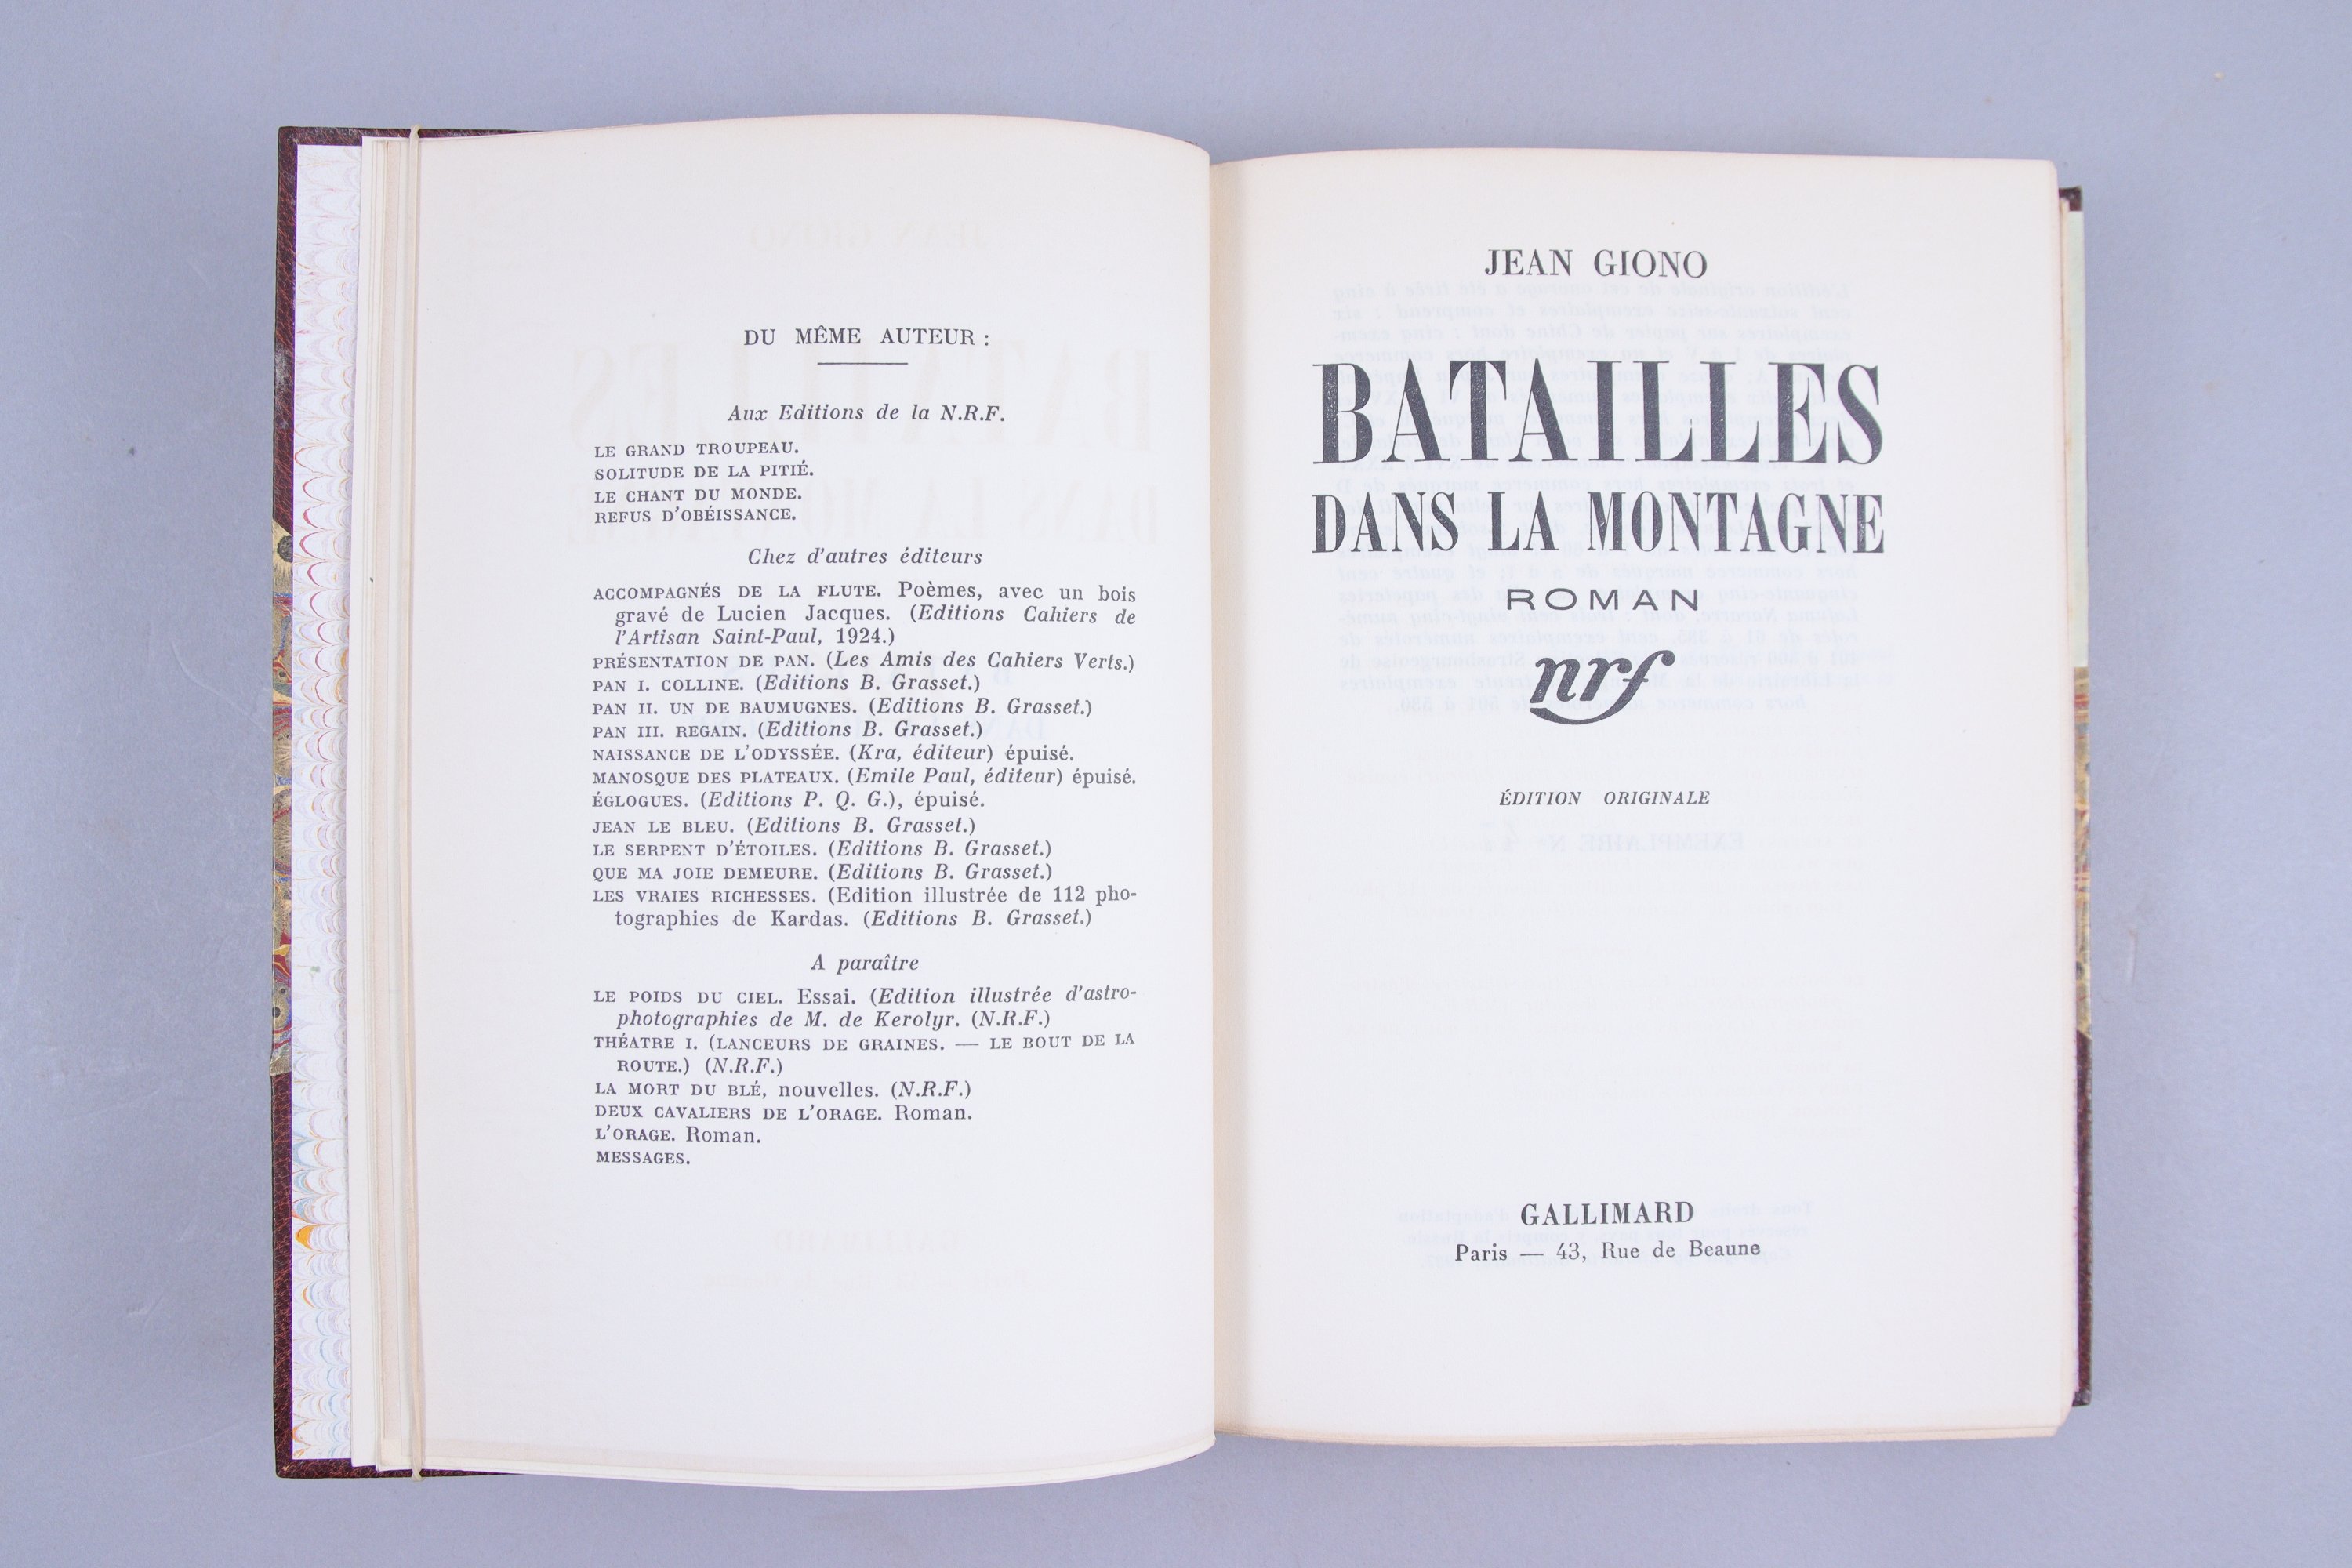 DU MÊME AUTEUR :
Aux Editions de la N.R.F.
LE GRAND TROUPEAU.
SOLITUDE DE LA PITIÉ.
LE CHANT DU MONDE.
REFUS D'OBÉISSANCE.
Chez d'autres éditeurs
ACCOMPAGNÉS DE LA FLUTE. Poèmes, avec un bois
gravé de Lucien Jacques. (Editions Cahiers de
l'Artisan Saint-Paul, 1924.)
PRÉSENTATION DE PAN. (Les Amis des Cahiers Verts.)
PAN I. COLLINE. (Editions B. Grasset.)
PAN II. UN DE BAUMUGNES. (Editions B. Grasset.)
PAN III. REGAIN. (Editions B. Grasset.)
NAISSANCE DE L'ODYSSÉE. (Kra, éditeur) épuisé.
MANOSQUE DES PLATEAUX. (Emile Paul, éditeur) épuisé.
ÉGLOGUES. (Editions P. Q. G.), épuisé.
JEAN LE BLEU. (Editions B. Grasset.)
LE SERPENT D'ÉTOILES. (Editions B. Grasset.)
QUE MA JOIE DEMEURE. (Editions B. Grasset.)
LES VRAIES RICHESSES. (Edition illustrée de 112 pho-
tographies de Kardas. (Editions B. Grasset.)
A paraître
LE POIDS DU CIEL. Essai. (Edition illustrée d'astro-
photographies de M. de Kerolyr. (N.R.F.)
THÉATRE I. (LANCEURS DE GRAINES. — LE BOUT DE LA
ROUTE.) (N.R.F.)
LA MORT DU BLÉ, nouvelles. (N.R.F.)
DEUX CAVALIERS DE L'ORAGE. Roman.
L'ORAGE. Roman.
MESSAGES.
JEAN GIONO
BATAILLES
DANS LA MONTAGNE
ROMAN
nrf
ÉDITION ORIGINALE
GALLIMARD
Paris — 43, Rue de Beaune